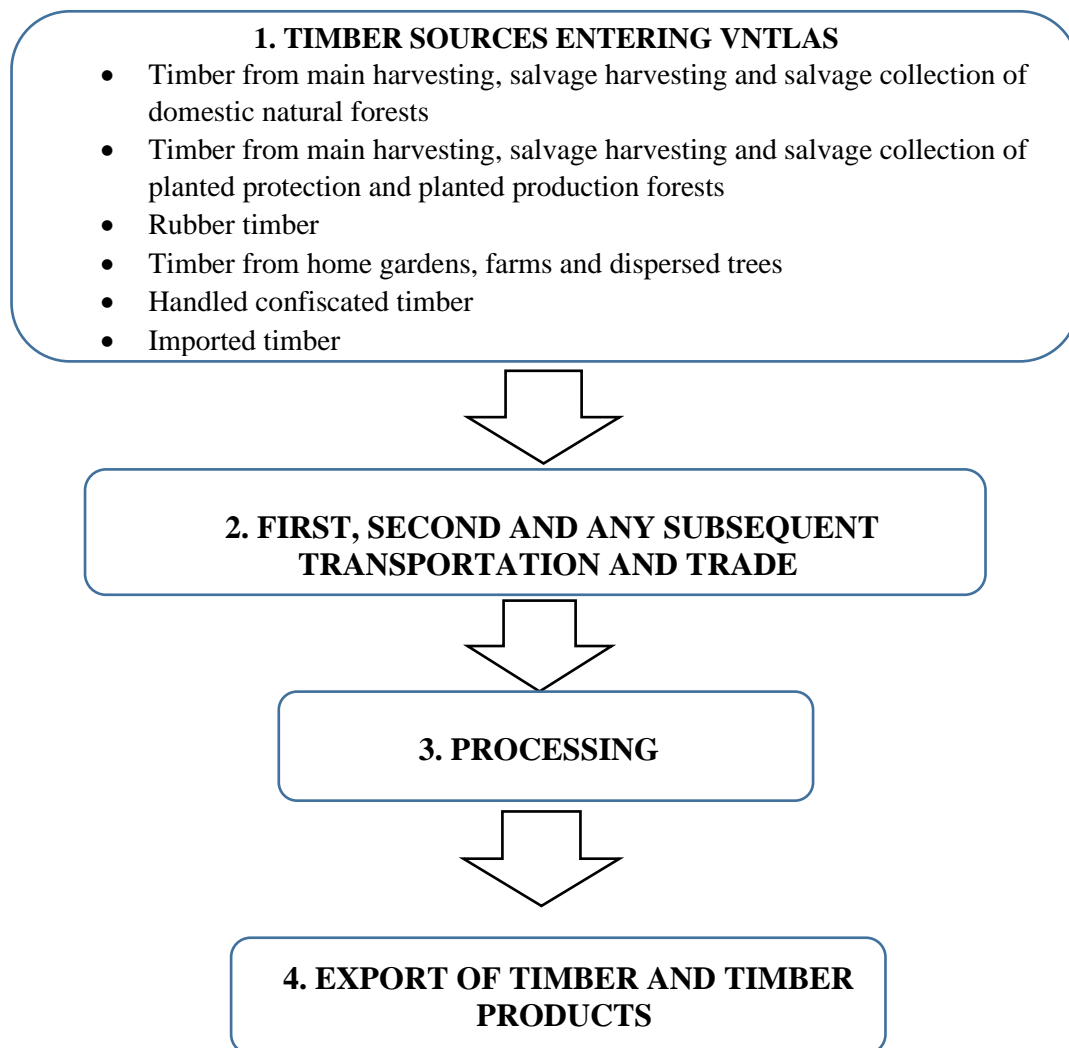 1. TIMBER SOURCES ENTERING VNTLAS
• Timber from main harvesting, salvage harvesting and salvage collection of
domestic natural forests
• Timber from main harvesting, salvage harvesting and salvage collection of
planted protection and planted production forests
• Rubber timber
• Timber from home gardens, farms and dispersed trees
• Handled confiscated timber
• Imported timber
2. FIRST, SECOND AND ANY SUBSEQUENT
TRANSPORTATION AND TRADE
3. PROCESSING
4. EXPORT OF TIMBER AND TIMBER
PRODUCTS